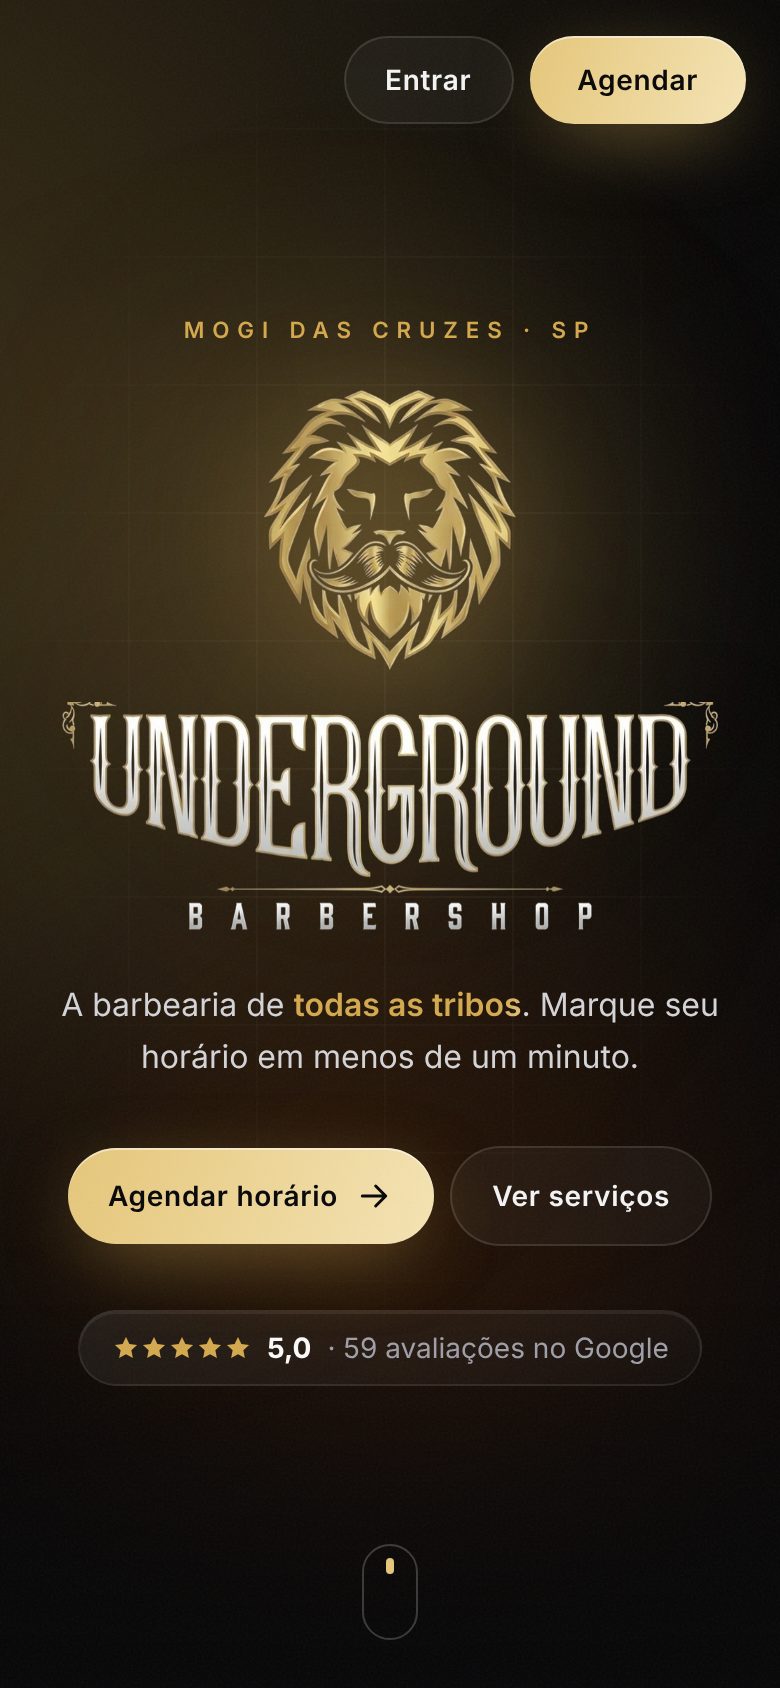 Entrar
Agendar
MOGI DAS CRUZES · SP
UNDERGROUND
BARBERSHOP
A barbearia de todas as tribos. Marque seu
horário em menos de um minuto.
Agendar horário →
Ver serviços
★★★★★ 5,0 · 59 avaliações no Google